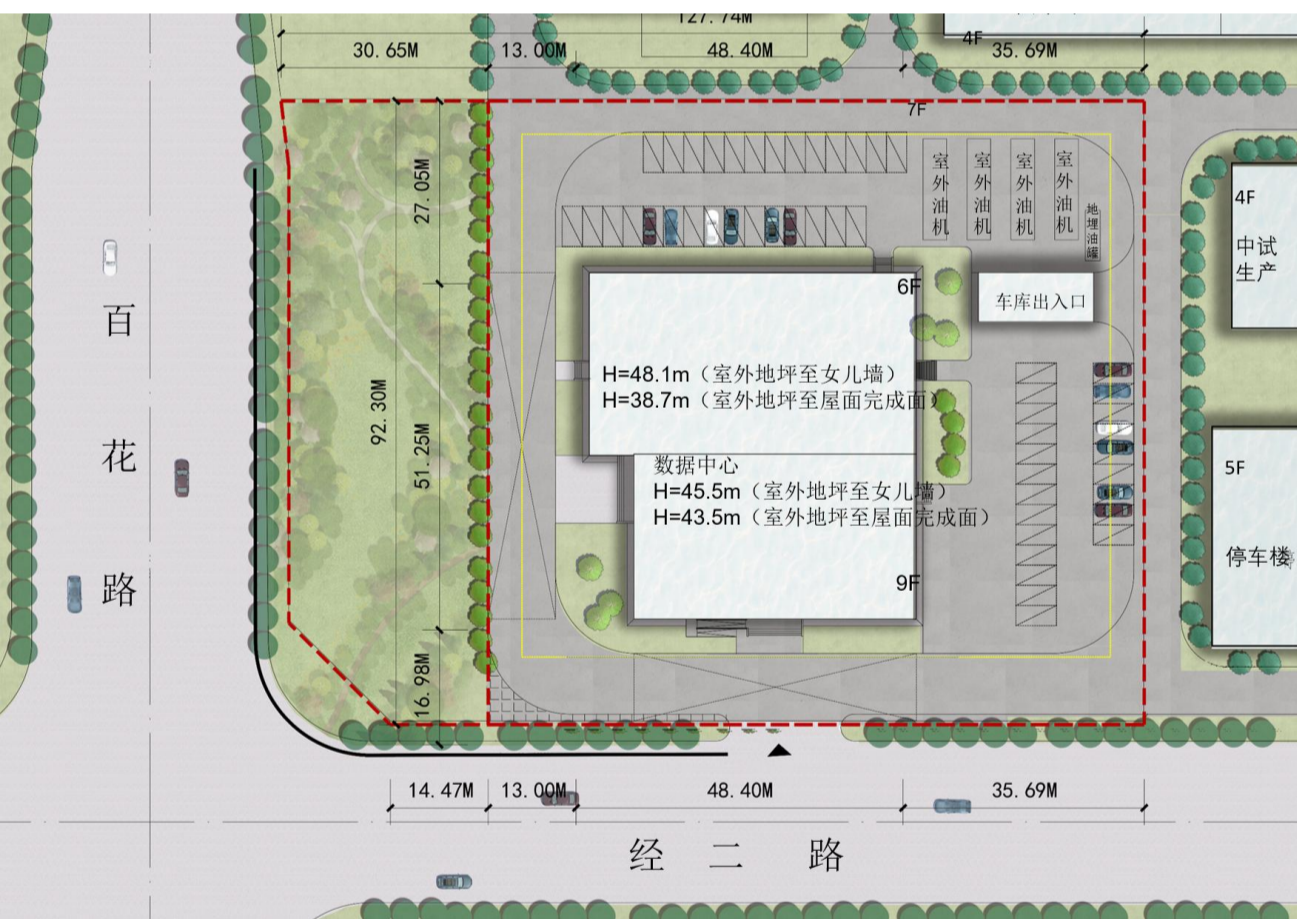 127.74M
4F
30.65M 13.00M 48.40M 35.69M
7F
室外油机 室外油机 室外油机 室外油机
地埋油罐
27.05M
4F
中试
生产
6F
车库出入口
百花路
H=48.1m（室外地坪至女儿墙）
H=38.7m（室外地坪至屋面完成面）
92.30M
51.25M
数据中心
H=45.5m（室外地坪至女儿墙）
H=43.5m（室外地坪至屋面完成面）
5F
停车楼
9F
16.98M
14.47M 13.00M 48.40M 35.69M
经二路